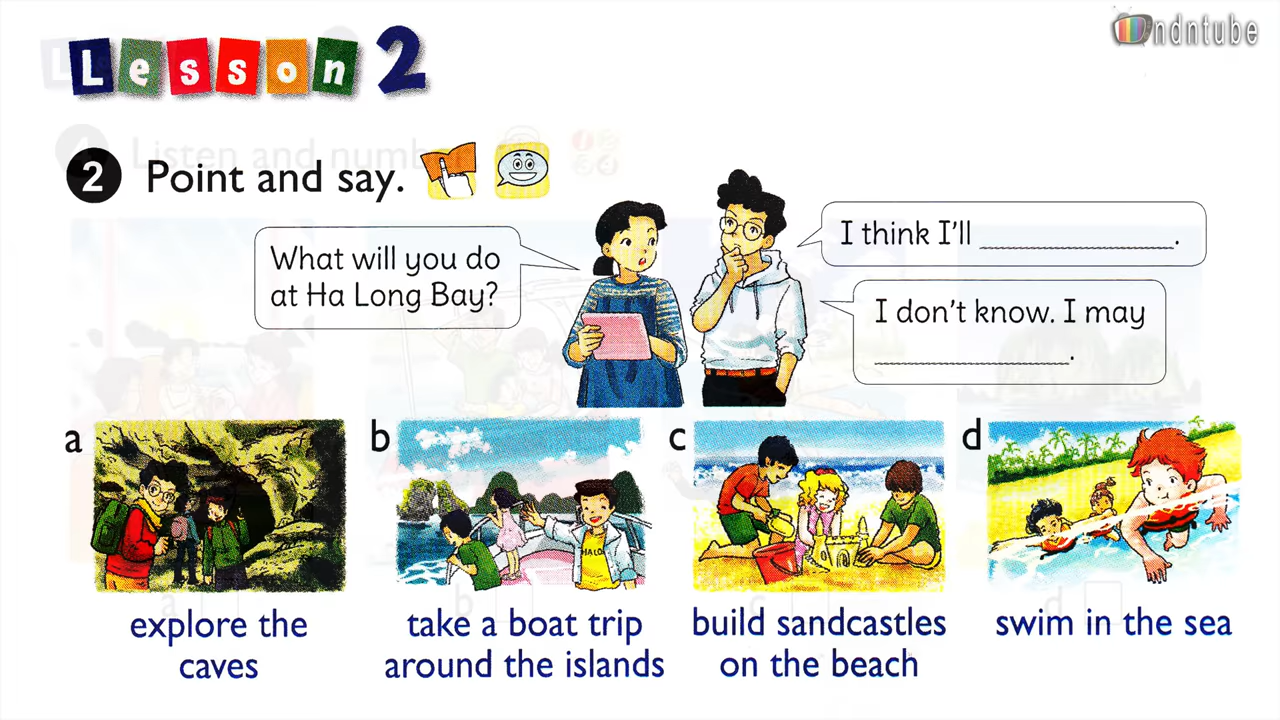 ndntube
Lesson 2
2 Point and say.
What will you do
at Ha Long Bay?
I think I'll ____________.
I don't know. I may
____________.
a
b
c
d
explore the
caves
take a boat trip
around the islands
build sandcastles
on the beach
swim in the sea